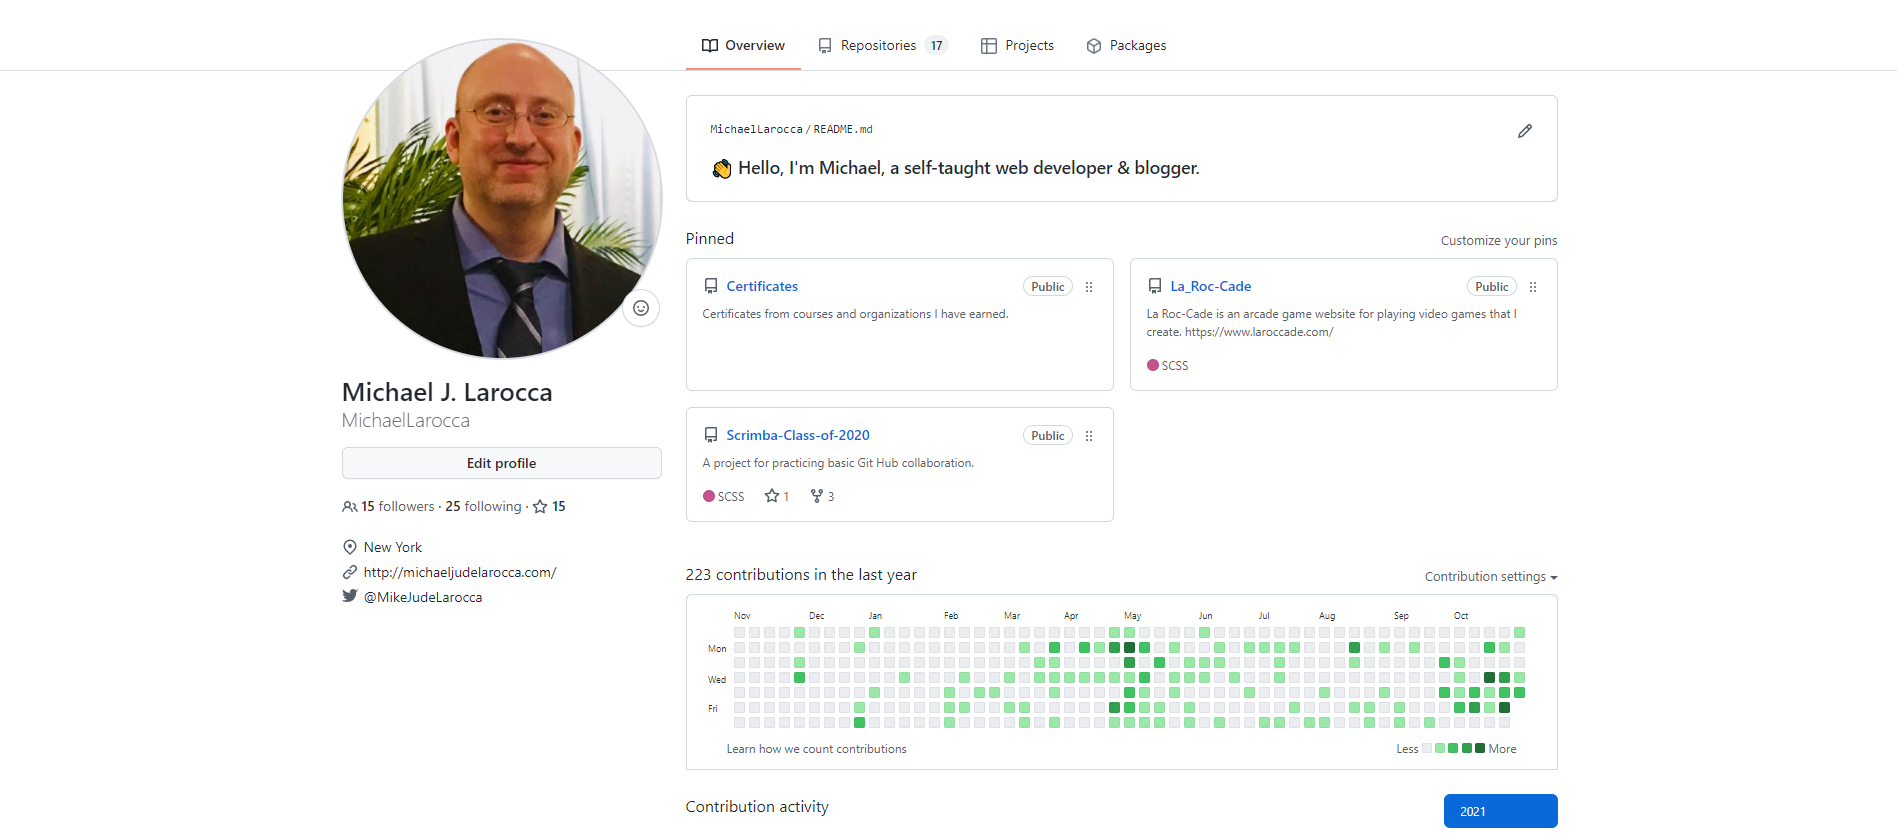 Overview
Repositories 17
Projects
Packages
MichaelLarocca/README.md
👋 Hello, I'm Michael, a self-taught web developer & blogger.
Michael J. Larocca
MichaelLarocca
Edit profile
15 followers · 25 following · 15
New York
http://michaeljudelarocca.com/
@MikeJudeLarocca
Pinned
Customize your pins
Certificates Public
Certificates from courses and organizations I have earned.
La_Roc-Cade Public
La Roc-Cade is an arcade game website for playing video games that I
create. https://www.laroccade.com/
SCSS
Scrimba-Class-of-2020 Public
A project for practicing basic Git Hub collaboration.
SCSS 1 3
223 contributions in the last year
Contribution settings
Nov Dec Jan Feb Mar Apr May Jun Jul Aug Sep Oct
Mon
Wed
Fri
Learn how we count contributions
Less More
Contribution activity
2021